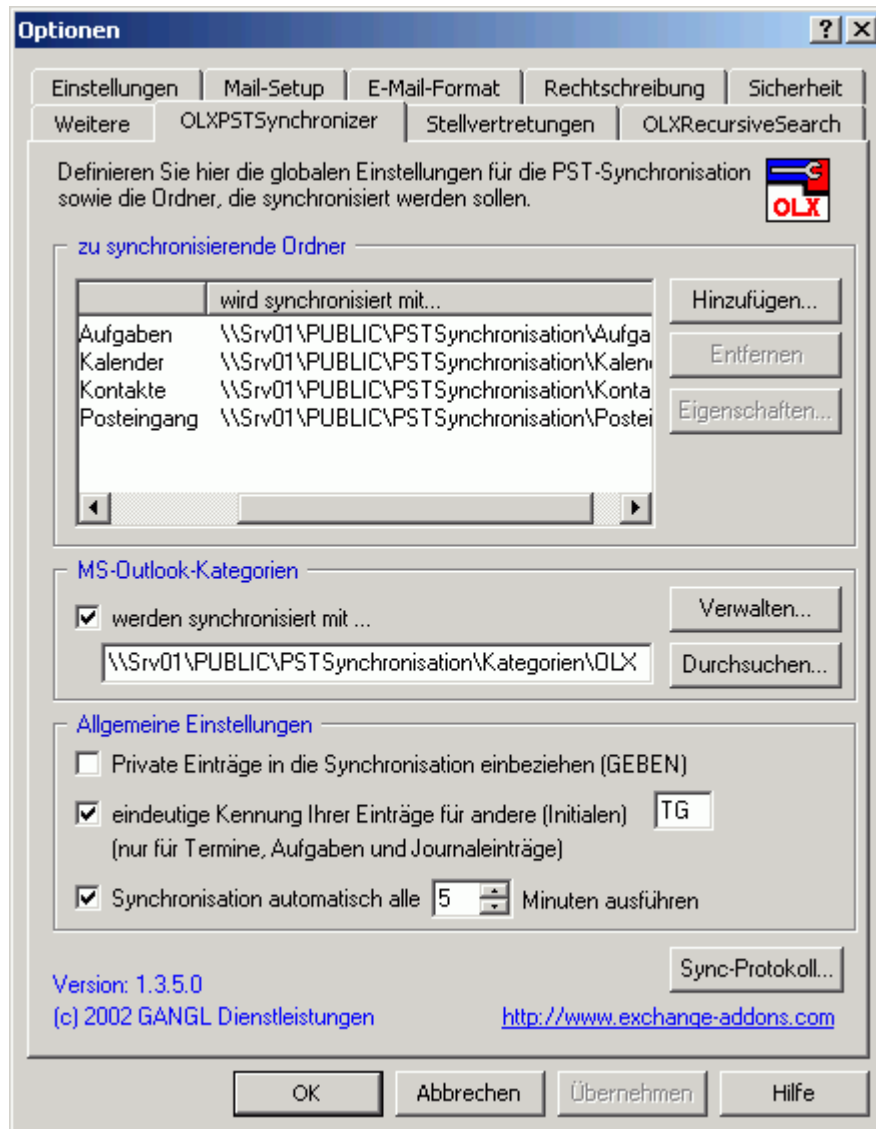 Optionen
Einstellungen Mail-Setup E-Mail-Format Rechtschreibung Sicherheit
Weitere OLXPSTSynchronizer Stellvertretungen OLXRecursiveSearch
Definieren Sie hier die globalen Einstellungen für die PST-Synchronisation
sowie die Ordner, die synchronisiert werden sollen.
OLX
zu synchronisierende Ordner
wird synchronisiert mit... Hinzufügen...
Aufgaben \\Srv01\PUBLIC\PSTSynchronisation\Aufga
Kalender \\Srv01\PUBLIC\PSTSynchronisation\Kalen
Entfernen
Kontakte \\Srv01\PUBLIC\PSTSynchronisation\Konta
Posteingang \\Srv01\PUBLIC\PSTSynchronisation\Postei
Eigenschaften...
MS-Outlook-Kategorien
werden synchronisiert mit ... Verwalten...
\\Srv01\PUBLIC\PSTSynchronisation\Kategorien\OLX Durchsuchen...
Allgemeine Einstellungen
Private Einträge in die Synchronisation einbeziehen (GEBEN)
eindeutige Kennung Ihrer Einträge für andere (Initialen) TG
(nur für Termine, Aufgaben und Journaleinträge)
Synchronisation automatisch alle 5 Minuten ausführen
Sync-Protokoll...
Version: 1.3.5.0
(c) 2002 GANGL Dienstleistungen http://www.exchange-addons.com
OK Abbrechen Übernehmen Hilfe